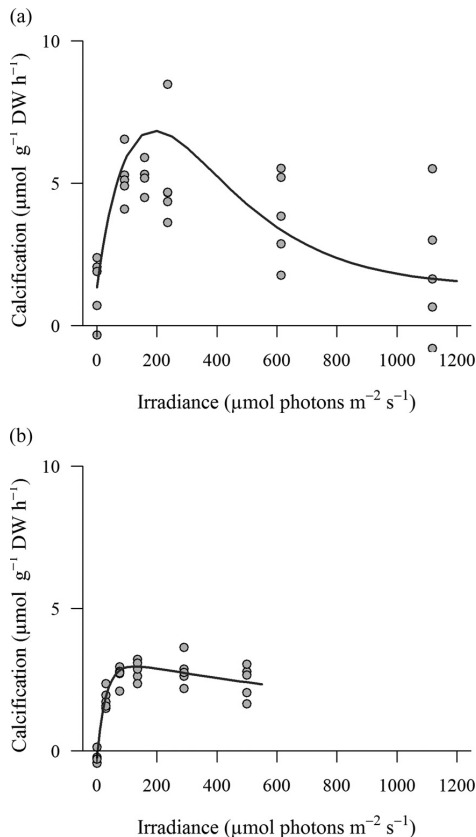 (a)
10
5
0
Calcification (µmol g⁻¹ DW h⁻¹)
0 200 400 600 800 1000 1200
Irradiance (µmol photons m⁻² s⁻¹)
(b)
10
5
0
Calcification (µmol g⁻¹ DW h⁻¹)
0 200 400 600 800 1000 1200
Irradiance (µmol photons m⁻² s⁻¹)